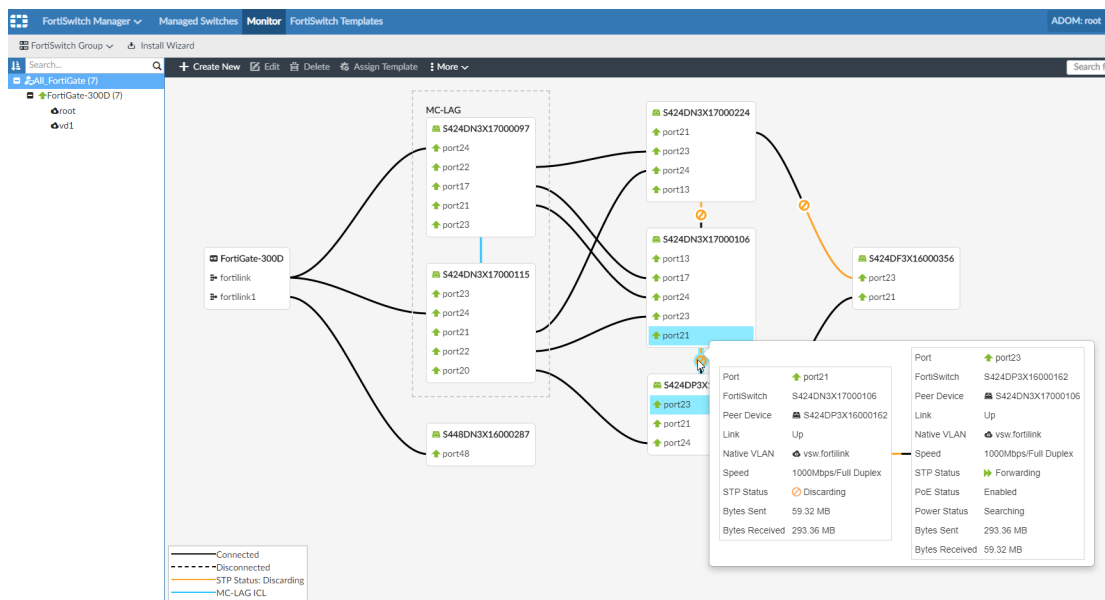 FortiSwitch Manager Managed Switches Monitor FortiSwitch Templates ADOM: root
FortiSwitch Group Install Wizard
Search... + Create New Edit Delete Assign Template More Search f
All_FortiGate (7)
FortiGate-300D (7)
root
vd1
MC-LAG
S424DN3X17000097
port24
port22
port17
port21
port23
S424DN3X17000115
port23
port24
port21
port22
port20
S448DN3X16000287
port48
FortiGate-300D
fortilink
fortilink1
S424DN3X17000224
port21
port23
port24
port13
S424DN3X17000106
port13
port17
port24
port23
port21
S424DP3X
port23
port21
port24
S424DF3X16000356
port23
port21
Port port21
FortiSwitch S424DN3X17000106
Peer Device S424DP3X16000162
Link Up
Native VLAN vsw.fortilink
Speed 1000Mbps/Full Duplex
STP Status Discarding
Bytes Sent 59.32 MB
Bytes Received 293.36 MB
Port port23
FortiSwitch S424DP3X16000162
Peer Device S424DN3X17000106
Link Up
Native VLAN vsw.fortilink
Speed 1000Mbps/Full Duplex
STP Status Forwarding
PoE Status Enabled
Power Status Searching
Bytes Sent 293.36 MB
Bytes Received 59.32 MB
Connected
Disconnected
STP Status: Discarding
MC-LAG ICL